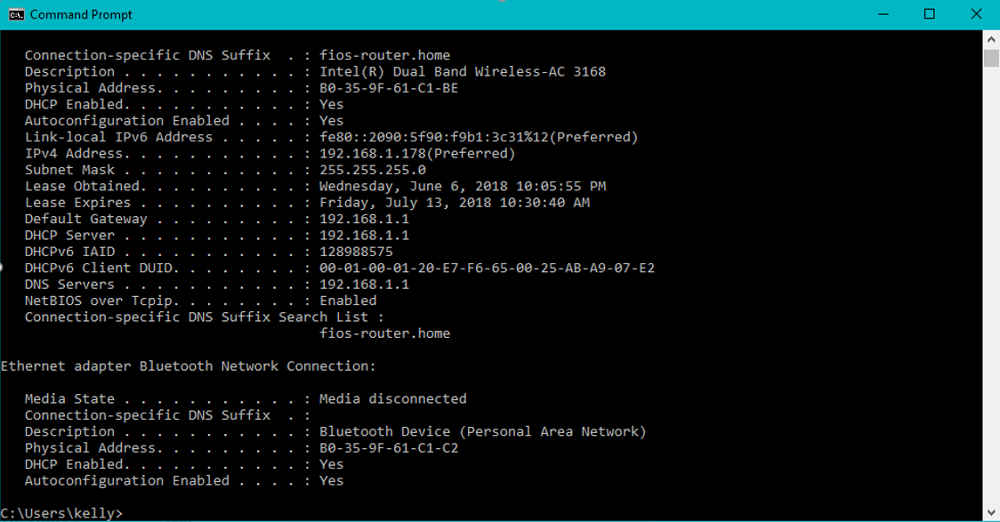 Command Prompt
Connection-specific DNS Suffix  . : fios-router.home
Description . . . . . . . . . . . : Intel(R) Dual Band Wireless-AC 3168
Physical Address. . . . . . . . . : B0-35-9F-61-C1-BE
DHCP Enabled. . . . . . . . . . . : Yes
Autoconfiguration Enabled . . . . : Yes
Link-local IPv6 Address . . . . . : fe80::2090:5f90:f9b1:3c31%12(Preferred)
IPv4 Address. . . . . . . . . . . : 192.168.1.178(Preferred)
Subnet Mask . . . . . . . . . . . : 255.255.255.0
Lease Obtained. . . . . . . . . . : Wednesday, June 6, 2018 10:05:55 PM
Lease Expires . . . . . . . . . . : Friday, July 13, 2018 10:30:40 AM
Default Gateway . . . . . . . . . : 192.168.1.1
DHCP Server . . . . . . . . . . . : 192.168.1.1
DHCPv6 IAID . . . . . . . . . . . : 128988575
DHCPv6 Client DUID. . . . . . . . : 00-01-00-01-20-E7-F6-65-00-25-AB-A9-07-E2
DNS Servers . . . . . . . . . . . : 192.168.1.1
NetBIOS over Tcpip. . . . . . . . : Enabled
Connection-specific DNS Suffix Search List :
fios-router.home
Ethernet adapter Bluetooth Network Connection:
Media State . . . . . . . . . . . : Media disconnected
Connection-specific DNS Suffix  . :
Description . . . . . . . . . . . : Bluetooth Device (Personal Area Network)
Physical Address. . . . . . . . . : B0-35-9F-61-C1-C2
DHCP Enabled. . . . . . . . . . . : Yes
Autoconfiguration Enabled . . . . : Yes
C:\Users\kelly>